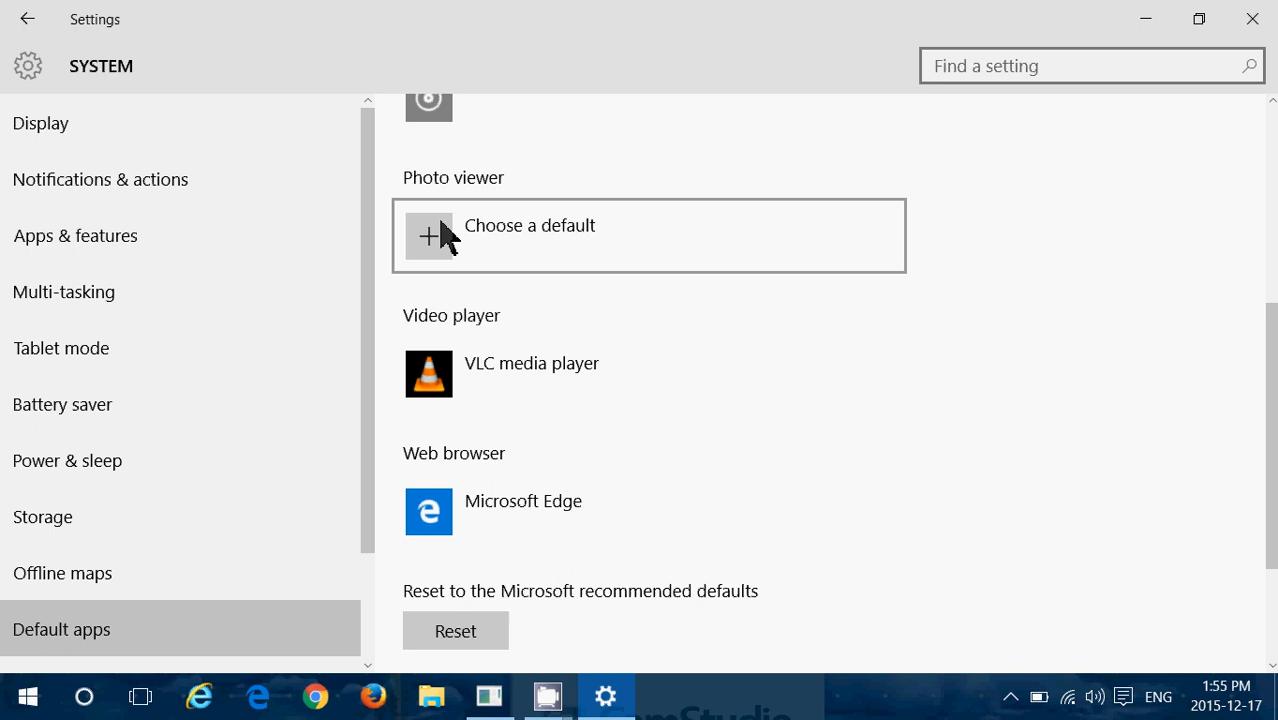 Settings
SYSTEM
Find a setting
Display
Notifications & actions
Apps & features
Multi-tasking
Tablet mode
Battery saver
Power & sleep
Storage
Offline maps
Default apps
Photo viewer
Choose a default
Video player
VLC media player
Web browser
Microsoft Edge
Reset to the Microsoft recommended defaults
Reset
ENG
1:55 PM
2015-12-17
CamStudio